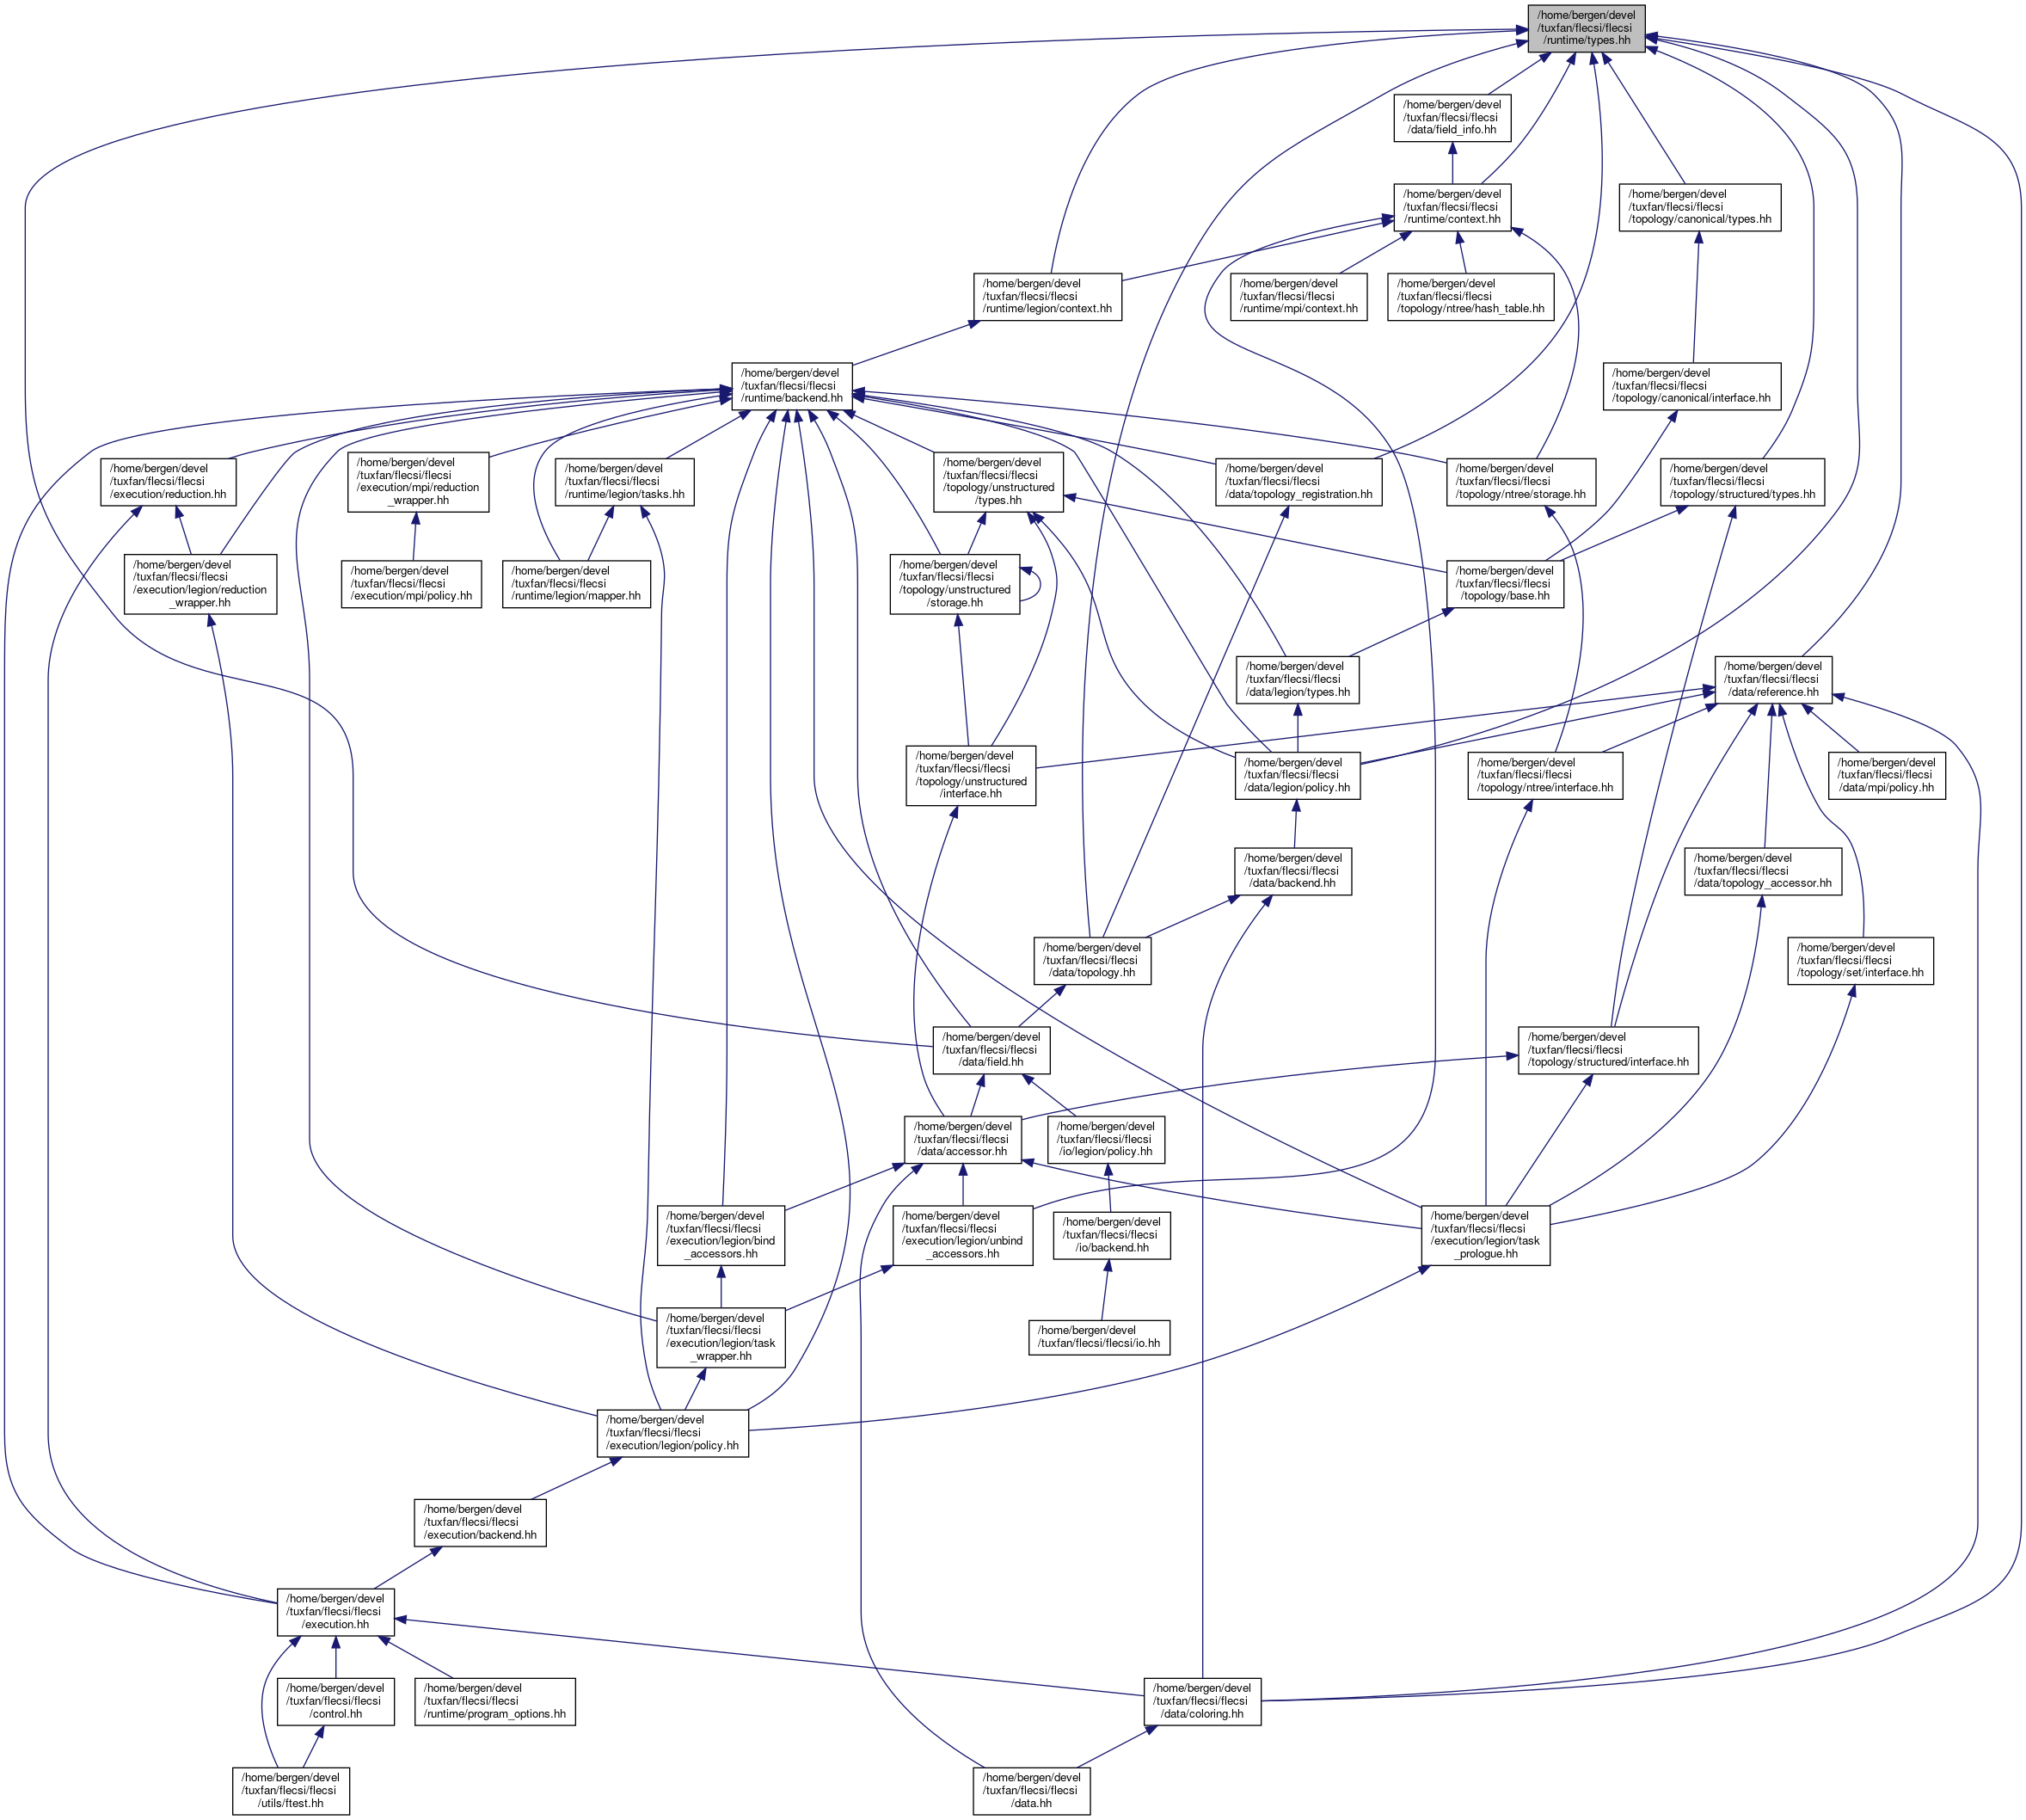 /home/bergen/devel
/tuxfan/flecsi/flecsi
/runtime/types.hh
/home/bergen/devel
/tuxfan/flecsi/flecsi
/data/field_info.hh
/home/bergen/devel
/tuxfan/flecsi/flecsi
/runtime/context.hh
/home/bergen/devel
/tuxfan/flecsi/flecsi
/topology/canonical/types.hh
/home/bergen/devel
/tuxfan/flecsi/flecsi
/runtime/legion/context.hh
/home/bergen/devel
/tuxfan/flecsi/flecsi
/runtime/mpi/context.hh
/home/bergen/devel
/tuxfan/flecsi/flecsi
/topology/ntree/hash_table.hh
/home/bergen/devel
/tuxfan/flecsi/flecsi
/runtime/backend.hh
/home/bergen/devel
/tuxfan/flecsi/flecsi
/topology/canonical/interface.hh
/home/bergen/devel
/tuxfan/flecsi/flecsi
/execution/reduction.hh
/home/bergen/devel
/tuxfan/flecsi/flecsi
/execution/mpi/reduction
_wrapper.hh
/home/bergen/devel
/tuxfan/flecsi/flecsi
/runtime/legion/tasks.hh
/home/bergen/devel
/tuxfan/flecsi/flecsi
/topology/unstructured
/types.hh
/home/bergen/devel
/tuxfan/flecsi/flecsi
/data/topology_registration.hh
/home/bergen/devel
/tuxfan/flecsi/flecsi
/topology/ntree/storage.hh
/home/bergen/devel
/tuxfan/flecsi/flecsi
/topology/structured/types.hh
/home/bergen/devel
/tuxfan/flecsi/flecsi
/execution/legion/reduction
_wrapper.hh
/home/bergen/devel
/tuxfan/flecsi/flecsi
/execution/mpi/policy.hh
/home/bergen/devel
/tuxfan/flecsi/flecsi
/runtime/legion/mapper.hh
/home/bergen/devel
/tuxfan/flecsi/flecsi
/topology/unstructured
/storage.hh
/home/bergen/devel
/tuxfan/flecsi/flecsi
/topology/base.hh
/home/bergen/devel
/tuxfan/flecsi/flecsi
/data/legion/types.hh
/home/bergen/devel
/tuxfan/flecsi/flecsi
/data/reference.hh
/home/bergen/devel
/tuxfan/flecsi/flecsi
/topology/unstructured
/interface.hh
/home/bergen/devel
/tuxfan/flecsi/flecsi
/data/legion/policy.hh
/home/bergen/devel
/tuxfan/flecsi/flecsi
/topology/ntree/interface.hh
/home/bergen/devel
/tuxfan/flecsi/flecsi
/data/mpi/policy.hh
/home/bergen/devel
/tuxfan/flecsi/flecsi
/data/backend.hh
/home/bergen/devel
/tuxfan/flecsi/flecsi
/data/topology_accessor.hh
/home/bergen/devel
/tuxfan/flecsi/flecsi
/data/topology.hh
/home/bergen/devel
/tuxfan/flecsi/flecsi
/topology/set/interface.hh
/home/bergen/devel
/tuxfan/flecsi/flecsi
/data/field.hh
/home/bergen/devel
/tuxfan/flecsi/flecsi
/topology/structured/interface.hh
/home/bergen/devel
/tuxfan/flecsi/flecsi
/data/accessor.hh
/home/bergen/devel
/tuxfan/flecsi/flecsi
/io/legion/policy.hh
/home/bergen/devel
/tuxfan/flecsi/flecsi
/execution/legion/bind
_accessors.hh
/home/bergen/devel
/tuxfan/flecsi/flecsi
/execution/legion/unbind
_accessors.hh
/home/bergen/devel
/tuxfan/flecsi/flecsi
/io/backend.hh
/home/bergen/devel
/tuxfan/flecsi/flecsi
/execution/legion/task
_prologue.hh
/home/bergen/devel
/tuxfan/flecsi/flecsi
/execution/legion/task
_wrapper.hh
/home/bergen/devel
/tuxfan/flecsi/flecsi/io.hh
/home/bergen/devel
/tuxfan/flecsi/flecsi
/execution/legion/policy.hh
/home/bergen/devel
/tuxfan/flecsi/flecsi
/execution/backend.hh
/home/bergen/devel
/tuxfan/flecsi/flecsi
/execution.hh
/home/bergen/devel
/tuxfan/flecsi/flecsi
/control.hh
/home/bergen/devel
/tuxfan/flecsi/flecsi
/runtime/program_options.hh
/home/bergen/devel
/tuxfan/flecsi/flecsi
/data/coloring.hh
/home/bergen/devel
/tuxfan/flecsi/flecsi
/utils/ftest.hh
/home/bergen/devel
/tuxfan/flecsi/flecsi
/data.hh